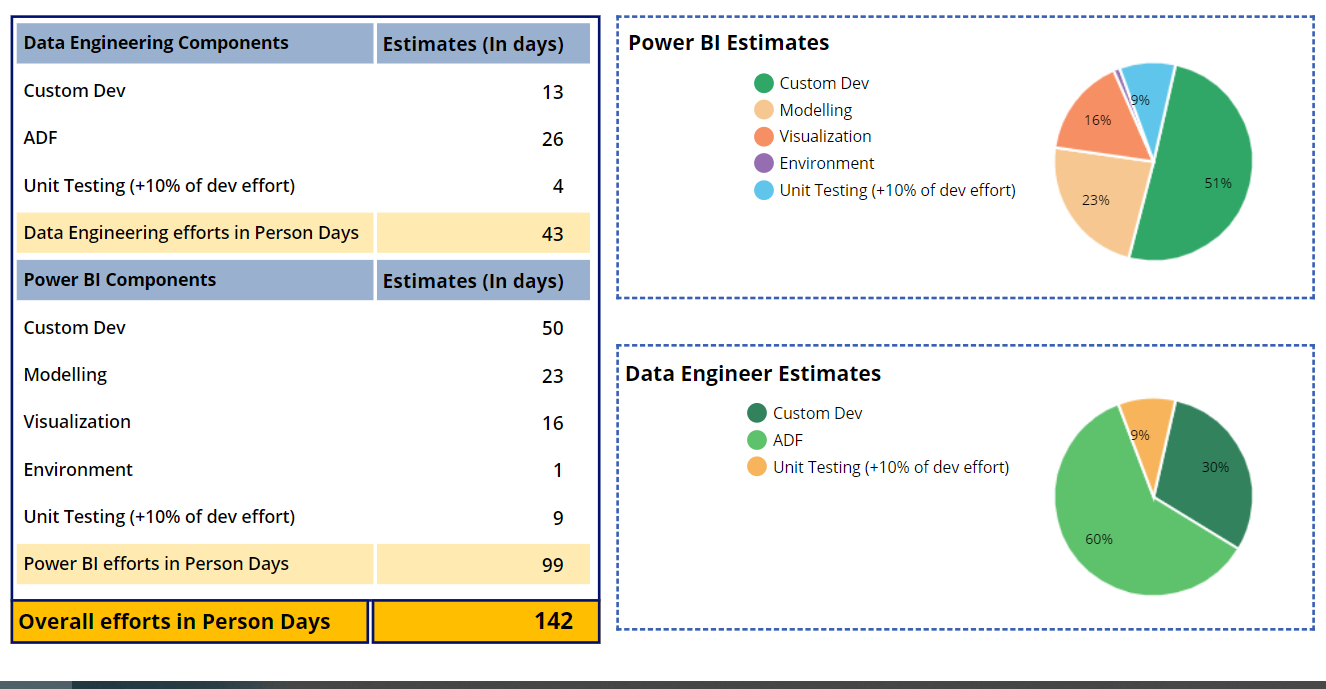 Data Engineering Components Estimates (In days)
Custom Dev 13
ADF 26
Unit Testing (+10% of dev effort) 4
Data Engineering efforts in Person Days 43
Power BI Components Estimates (In days)
Custom Dev 50
Modelling 23
Visualization 16
Environment 1
Unit Testing (+10% of dev effort) 9
Power BI efforts in Person Days 99
Overall efforts in Person Days 142
Power BI Estimates
Custom Dev
Modelling
Visualization
Environment
Unit Testing (+10% of dev effort)
9%
16%
51%
23%
Data Engineer Estimates
Custom Dev
ADF
Unit Testing (+10% of dev effort)
9%
30%
60%